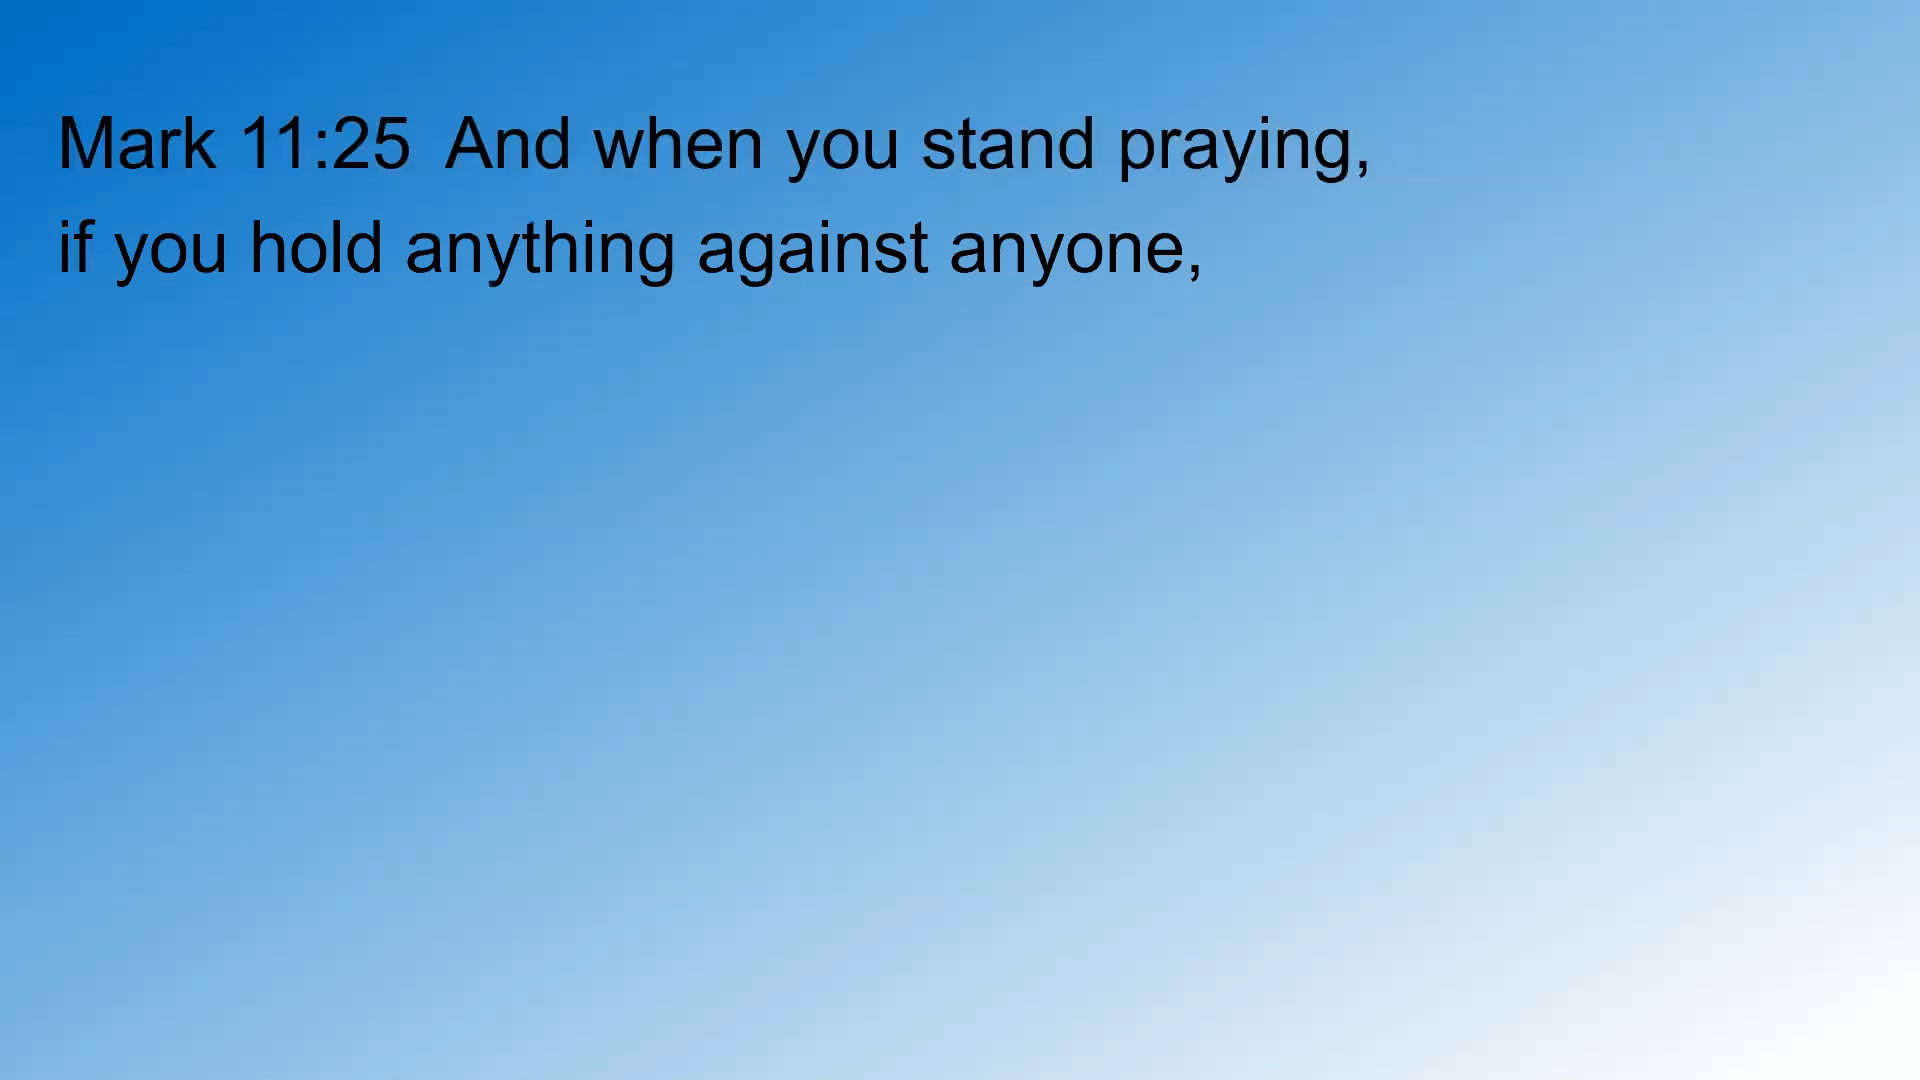 Mark 11:25  And when you stand praying,
if you hold anything against anyone,